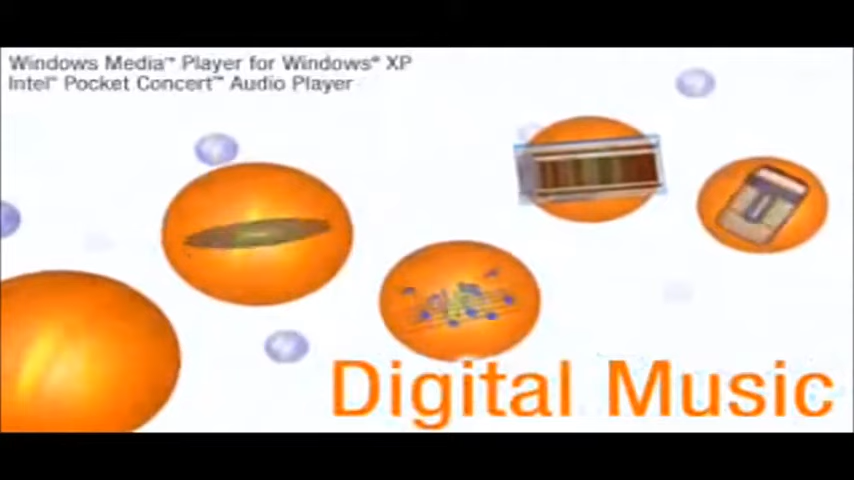 Windows Media™ Player for Windows® XP
Intel® Pocket Concert™ Audio Player
Digital Music